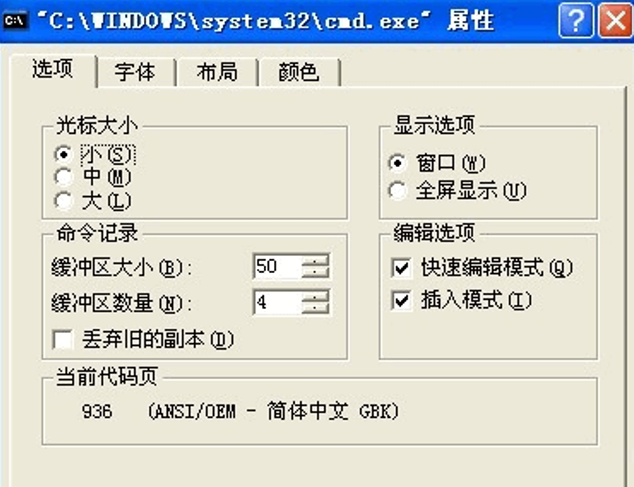 "C:\WINDOWS\system32\cmd.exe" 属性
选项 字体 布局 颜色
光标大小
小(S)
中(M)
大(L)
显示选项
窗口(W)
全屏显示(U)
命令记录
缓冲区大小(B): 50
缓冲区数量(N): 4
丢弃旧的副本(D)
编辑选项
快速编辑模式(Q)
插入模式(I)
当前代码页
936 (ANSI/OEM - 简体中文 GBK)